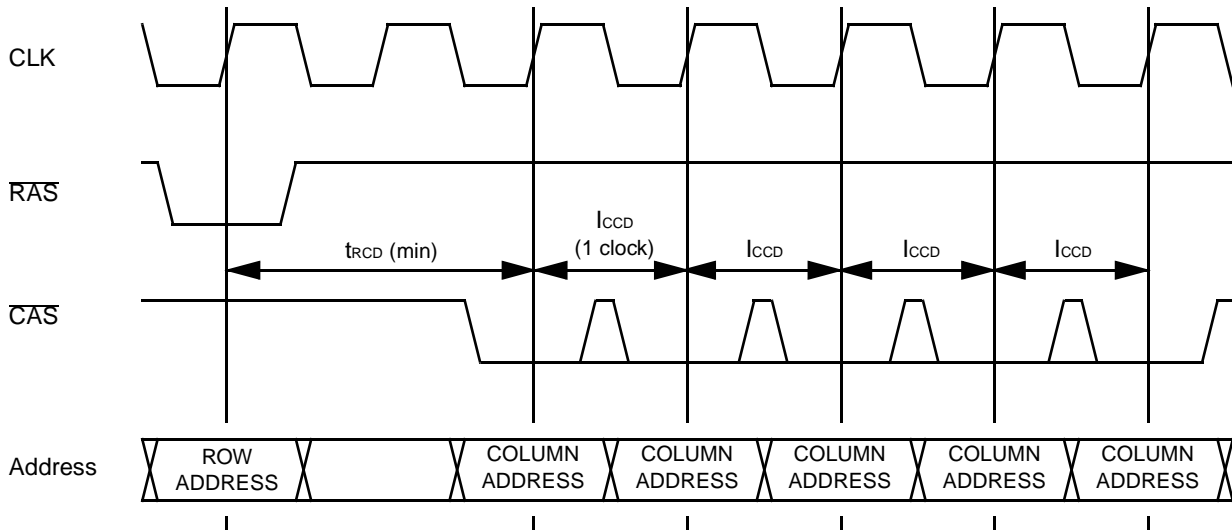 CLK
RAS
ICCD
(1 clock)
tRCD (min)
ICCD
ICCD
ICCD
CAS
Address
ROW
ADDRESS
COLUMN
ADDRESS
COLUMN
ADDRESS
COLUMN
ADDRESS
COLUMN
ADDRESS
COLUMN
ADDRESS